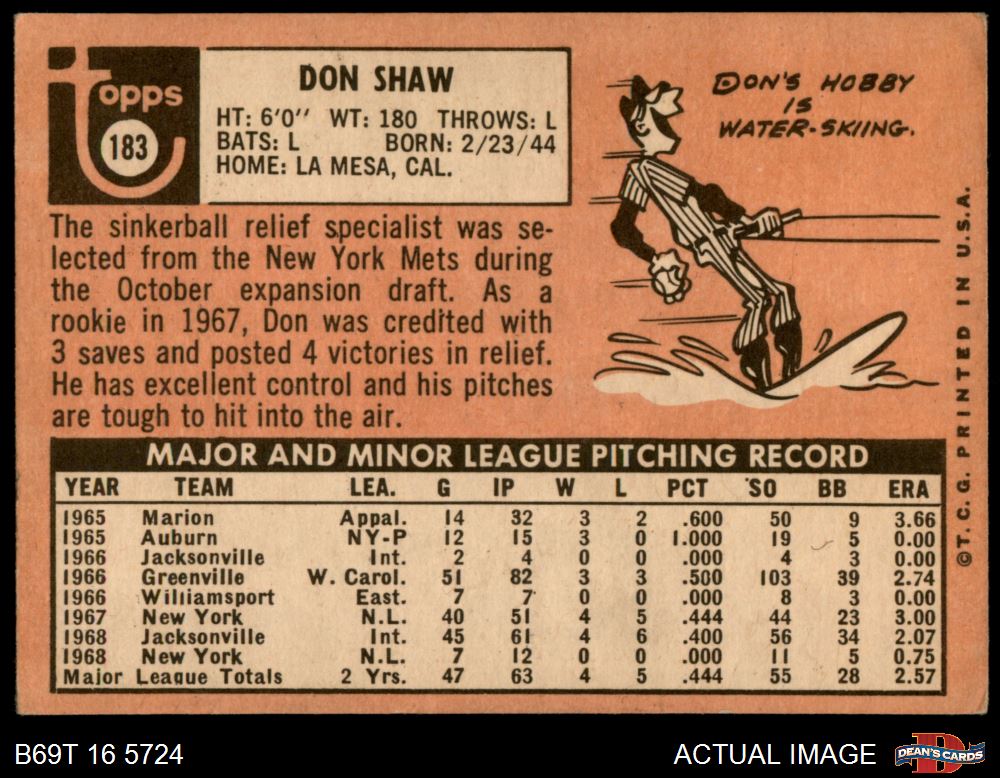 Topps
183
DON SHAW
HT: 6'0" WT: 180 THROWS: L
BATS: L BORN: 2/23/44
HOME: LA MESA, CAL.
DON'S HOBBY
IS
WATER-SKIING.
The sinkerball relief specialist was se-
lected from the New York Mets during
the October expansion draft. As a
rookie in 1967, Don was credited with
3 saves and posted 4 victories in relief.
He has excellent control and his pitches
are tough to hit into the air.
MAJOR AND MINOR LEAGUE PITCHING RECORD
YEAR TEAM LEA. G IP W L PCT SO BB ERA
1965 Marion Appal. 14 32 3 2 .600 50 9 3.66
1965 Auburn NY-P 12 15 3 0 1.000 19 5 0.00
1966 Jacksonville Int. 2 4 0 0 .000 4 3 0.00
1966 Greenville W. Carol. 51 82 3 3 .500 103 39 2.74
1966 Williamsport East. 7 7 0 0 .000 8 3 0.00
1967 New York N.L. 40 51 4 5 .444 44 23 3.00
1968 Jacksonville Int. 45 61 4 6 .400 56 34 2.07
1968 New York N.L. 7 12 0 0 .000 11 5 0.75
Major League Totals 2 Yrs. 47 63 4 5 .444 55 28 2.57
©T.C.G. PRINTED IN U.S.A.
B69T 16 5724
ACTUAL IMAGE
D
DEAN'S CARDS